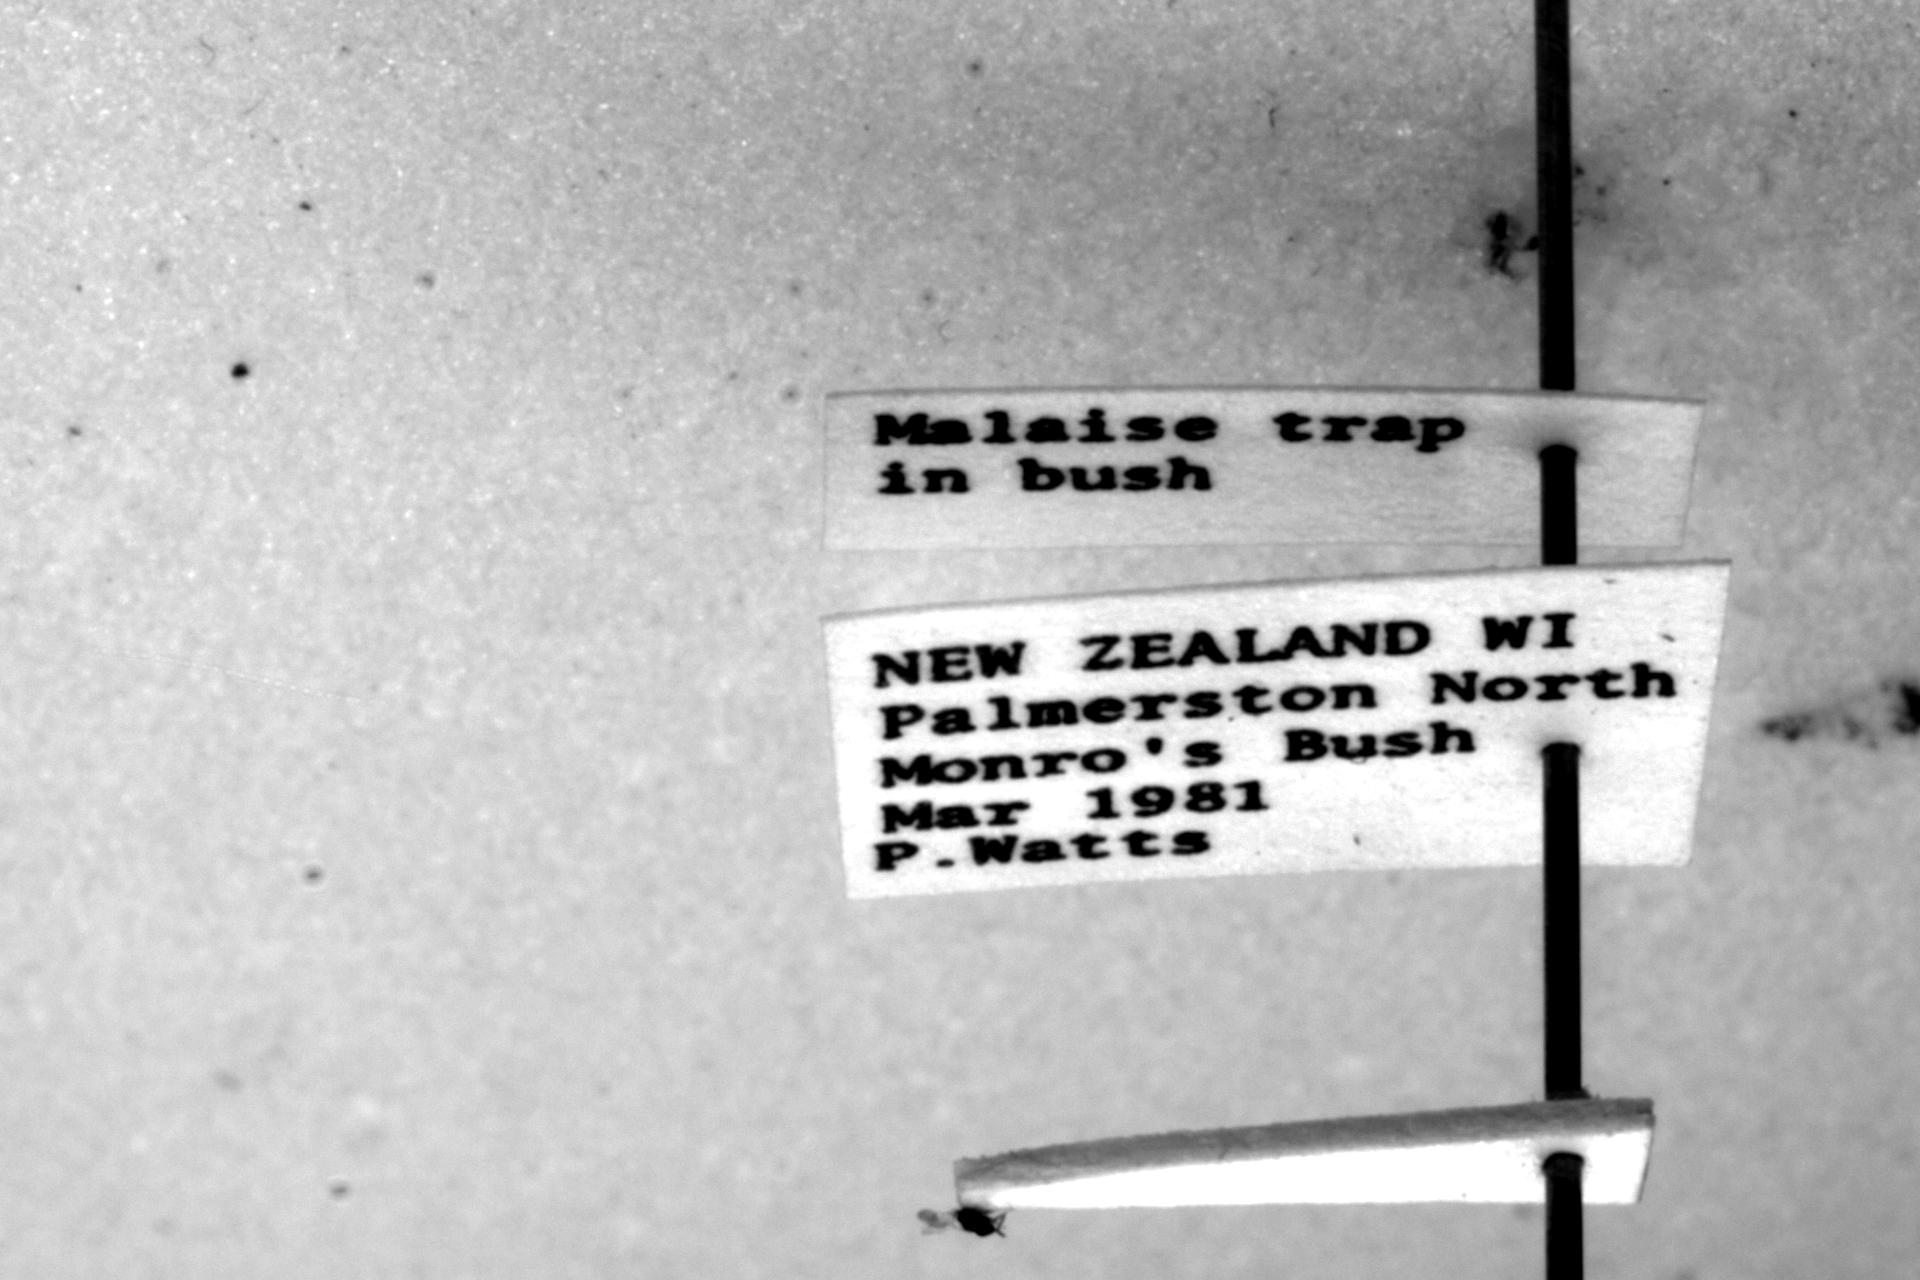 Malaise trap
in bush
NEW ZEALAND WI
Palmerston North
Monro's Bush
Mar 1981
P.Watts